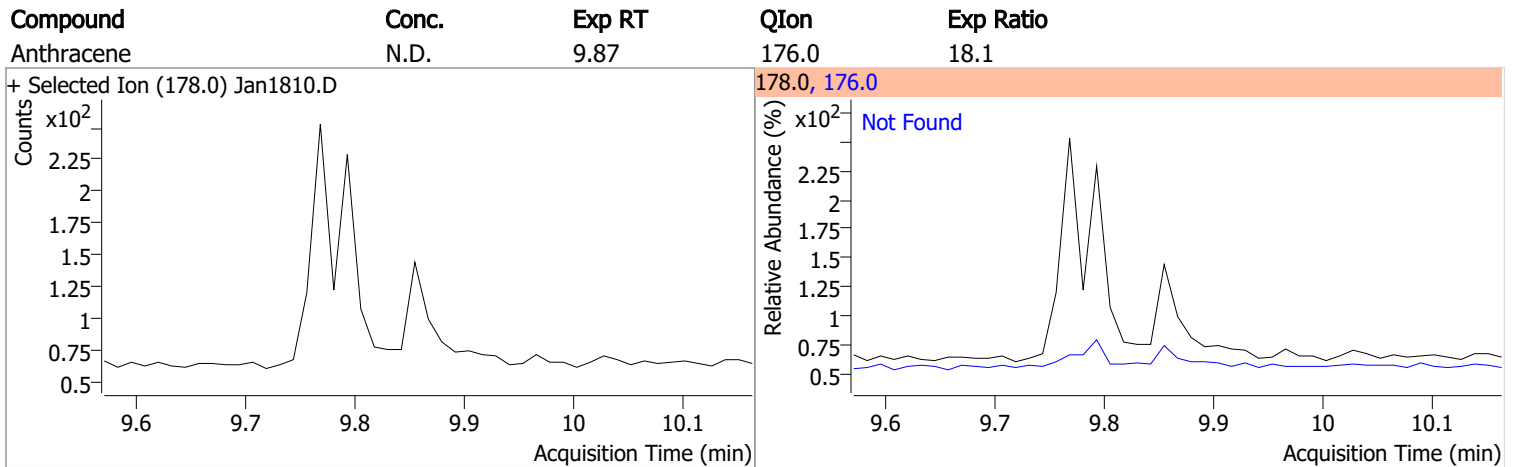 Compound Conc. Exp RT QIon Exp Ratio
Anthracene N.D. 9.87 176.0 18.1
+ Selected Ion (178.0) Jan1810.D
Counts
x10²
2.25
2
1.75
1.5
1.25
1
0.75
0.5
9.6 9.7 9.8 9.9 10 10.1
Acquisition Time (min)
178.0, 176.0
Relative Abundance (%)
x10²
Not Found
2.25
2
1.75
1.5
1.25
1
0.75
0.5
9.6 9.7 9.8 9.9 10 10.1
Acquisition Time (min)